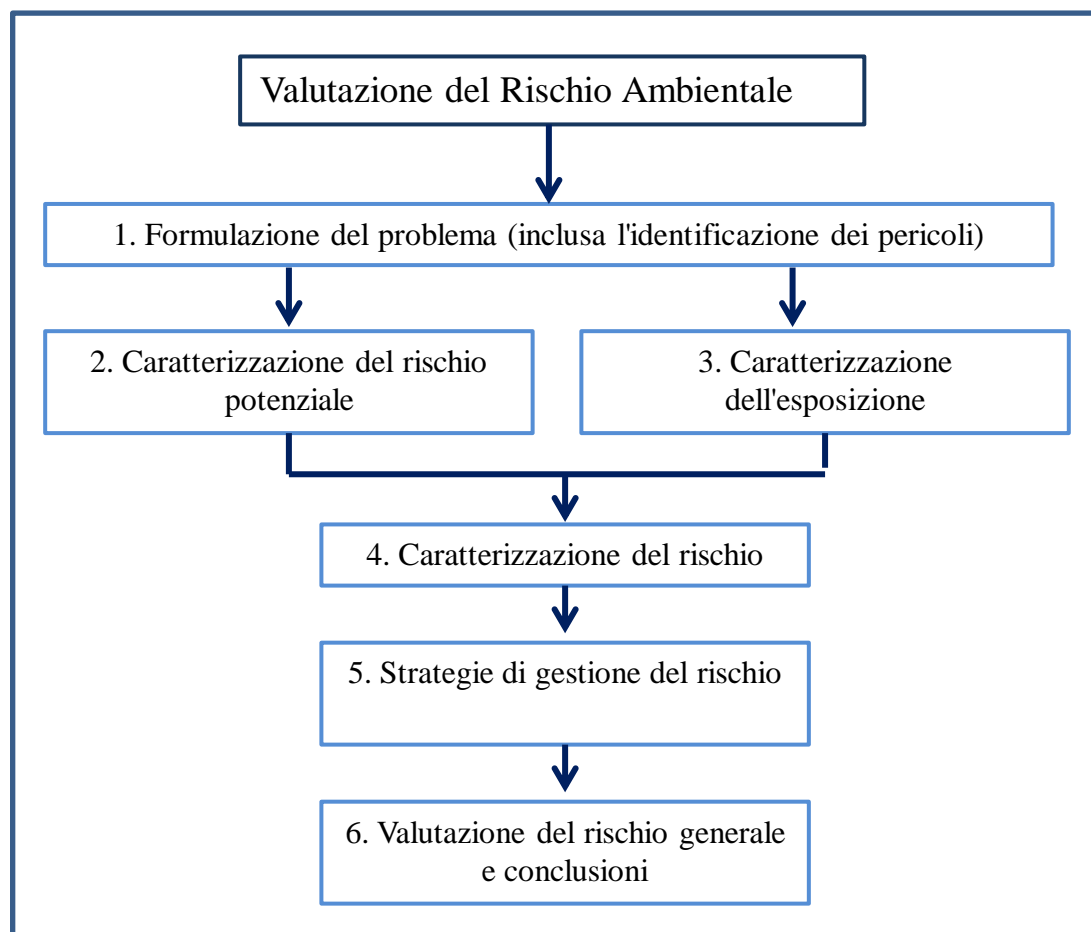 Valutazione del Rischio Ambientale
1. Formulazione del problema (inclusa l'identificazione dei pericoli)
2. Caratterizzazione del rischio
potenziale
3. Caratterizzazione
dell'esposizione
4. Caratterizzazione del rischio
5. Strategie di gestione del rischio
6. Valutazione del rischio generale
e conclusioni